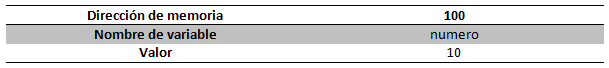 Dirección de memoria 100
Nombre de variable numero
Valor 10